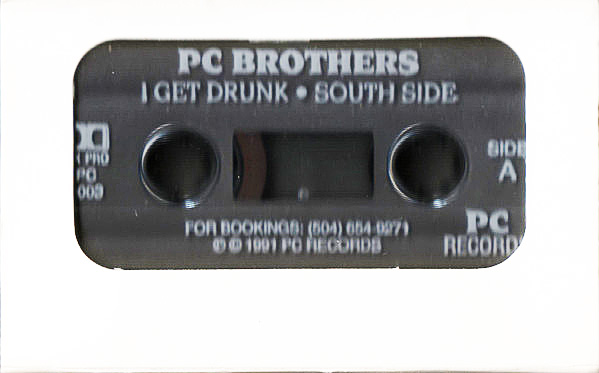 PC BROTHERS
I GET DRUNK • SOUTH SIDE
PRO
PC
003
SIDE
A
FOR BOOKINGS: (504) 654-9271
© © 1991 PC RECORDS
PC
RECORD